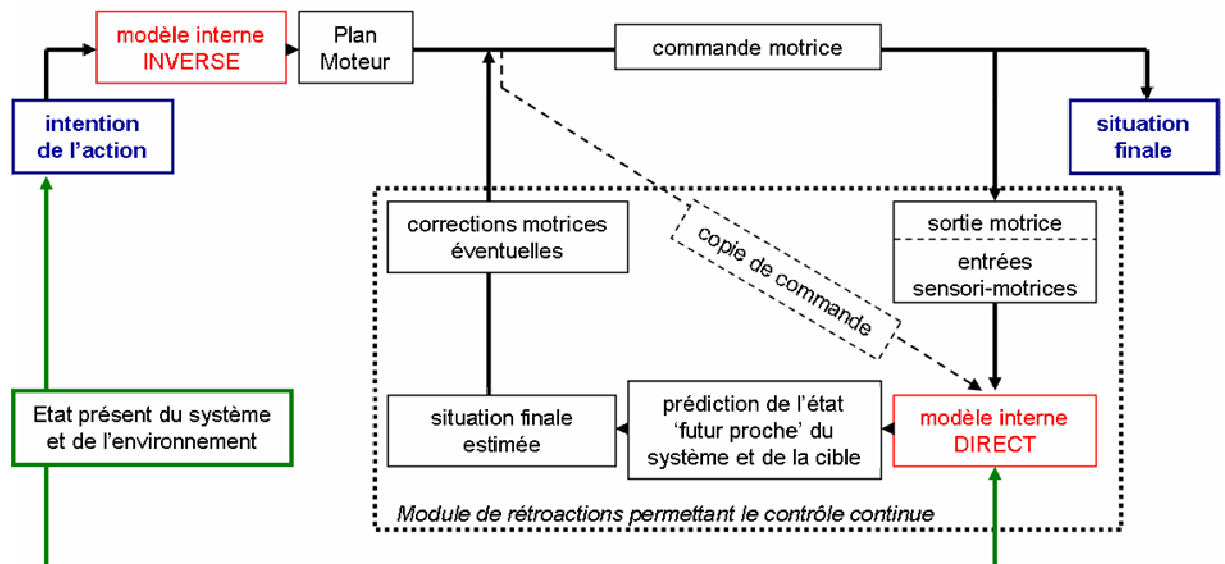 modèle interne
INVERSE
Plan
Moteur
commande motrice
intention
de l'action
situation
finale
corrections motrices
éventuelles
copie de commande
sortie motrice
entrées
sensori-motrices
Etat présent du système
et de l'environnement
situation finale
estimée
prédiction de l'état
'futur proche' du
système et de la cible
modèle interne
DIRECT
Module de rétroactions permettant le contrôle continue